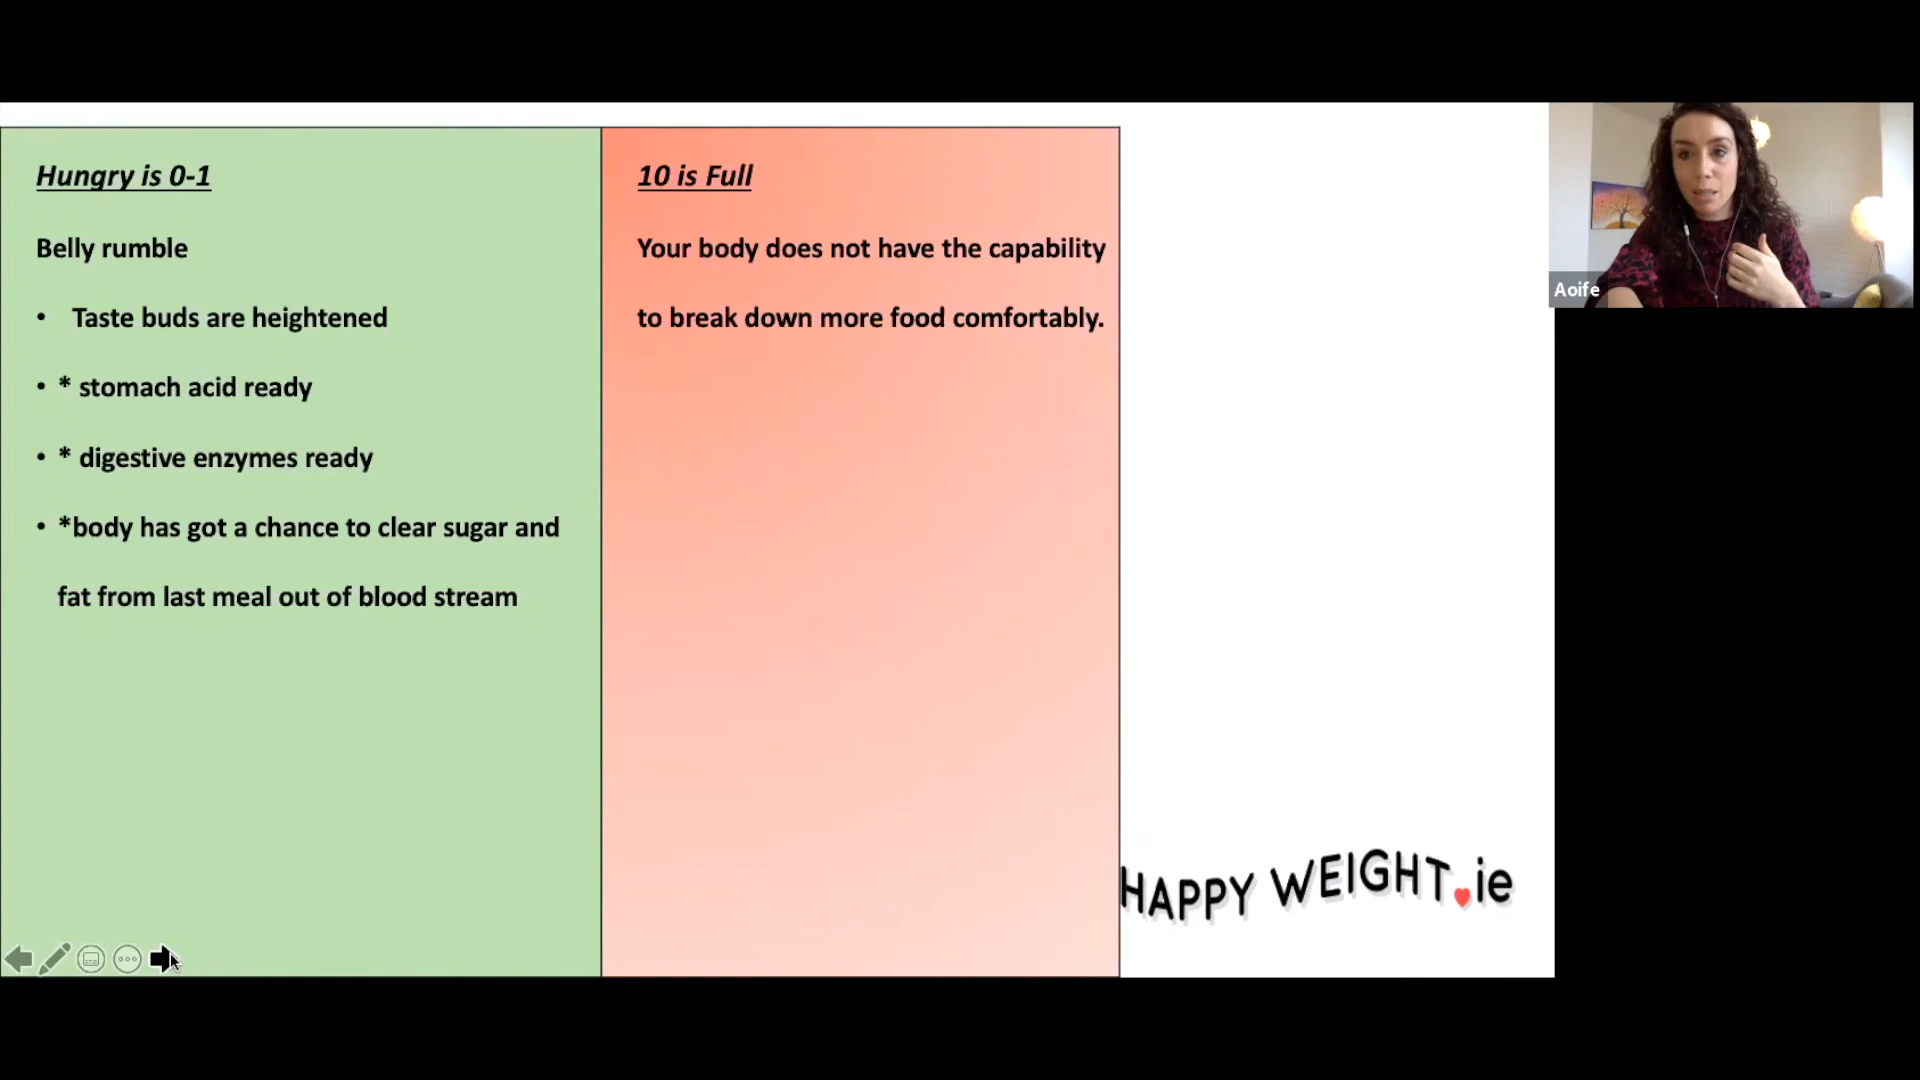 Hungry is 0-1
Belly rumble
• Taste buds are heightened
• * stomach acid ready
• * digestive enzymes ready
• *body has got a chance to clear sugar and
fat from last meal out of blood stream
10 is Full
Your body does not have the capability
to break down more food comfortably.
HAPPY WEIGHT.ie
Aoife